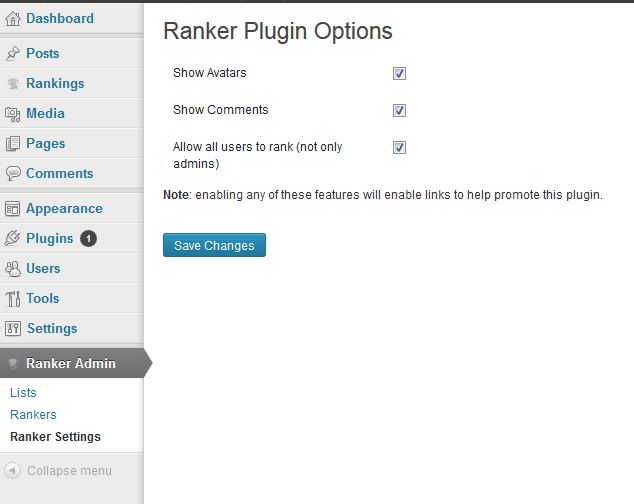 Dashboard
Posts
Rankings
Media
Pages
Comments
Appearance
Plugins 1
Users
Tools
Settings
Ranker Admin
Lists
Rankers
Ranker Settings
Collapse menu
Ranker Plugin Options
Show Avatars
Show Comments
Allow all users to rank (not only
admins)
Note: enabling any of these features will enable links to help promote this plugin.
Save Changes